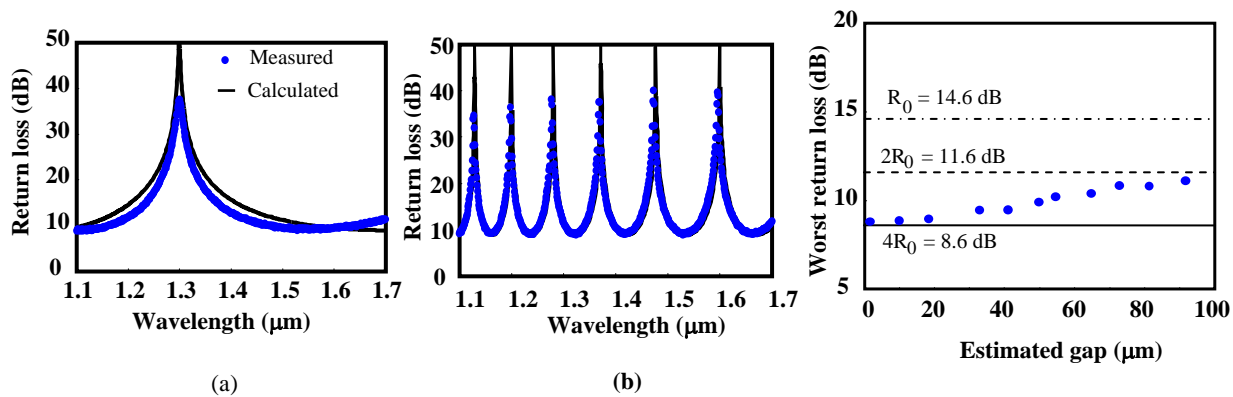 50
40
30
20
10
0
Return loss (dB)
Measured
Calculated
1.1 1.2 1.3 1.4 1.5 1.6 1.7
Wavelength (μm)
(a)
50
40
30
20
10
0
Return loss (dB)
1.1 1.2 1.3 1.4 1.5 1.6 1.7
Wavelength (μm)
(b)
20
15
10
5
Worst return loss (dB)
R0 = 14.6 dB
2R0 = 11.6 dB
4R0 = 8.6 dB
0 20 40 60 80 100
Estimated gap (μm)